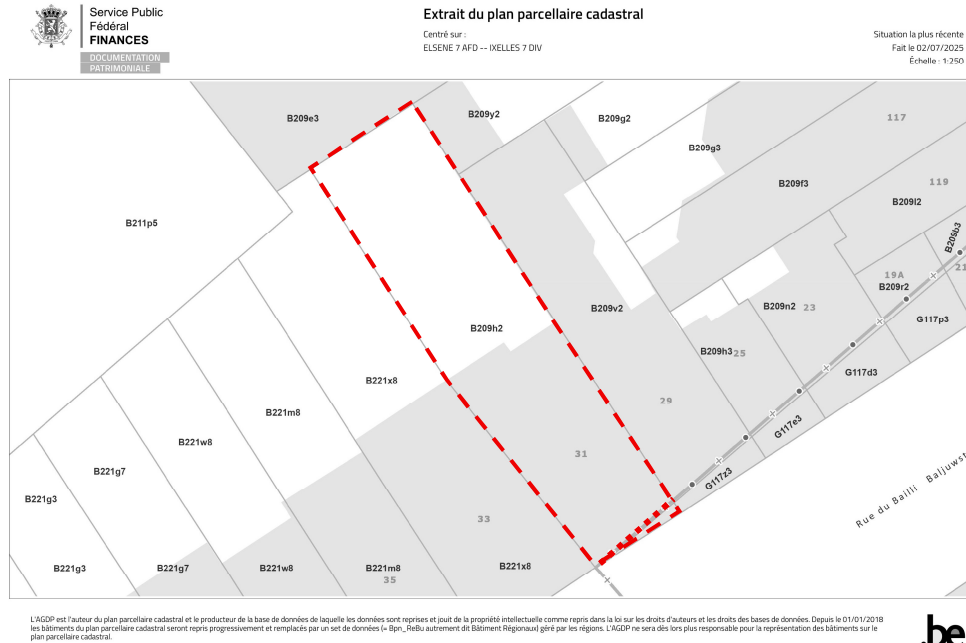 Service Public
Fédéral
FINANCES
DOCUMENTATION
PATRIMONIALE
Extrait du plan parcellaire cadastral
Centré sur :
ELSENE 7 AFD -- IXELLES 7 DIV
Situation la plus récente
Fait le 02/07/2025
Échelle : 1:250
B209e3
B209y2
B209g2
117
B209g3
B209f3
119
B209l2
B211p5
B209b3
19A
21
B209r2
B209h2
B209v2
B209n2 23
G117p3
B209h3 25
G117d3
B221x8
29
B221m8
G117e3
B221w8
31
B221g7
G117z3
B221g3
Rue du Bailli Baljuwst
33
B221g3
B221g7
B221w8
B221m8
35
B221x8
L'AGDP est l'auteur du plan parcellaire cadastral et le producteur de la base de données de laquelle les données sont reprises et jouit de la propriété intellectuelle comme repris dans la loi sur les droits d'auteurs et les droits des bases de données. Depuis le 01/01/2018
les bâtiments du plan parcellaire cadastral seront repris progressivement et remplacés par un set de données (= Bpn_ReBu autrement dit Bâtiment Régionaux) géré par les régions. L'AGDP ne sera dès lors plus responsable pour la représentation des bâtiments sur le
plan parcellaire cadastral.
.be